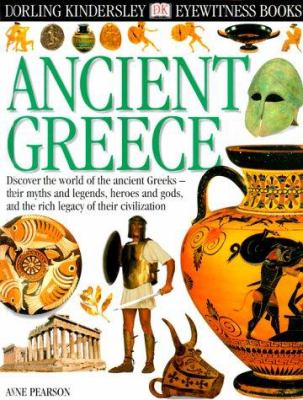 DORLING KINDERSLEY DK EYEWITNESS BOOKS
ANCIENT
GREECE
Discover the world of the ancient Greeks –
their myths and legends, heroes and gods,
and the rich legacy of their civilization
ANNE PEARSON